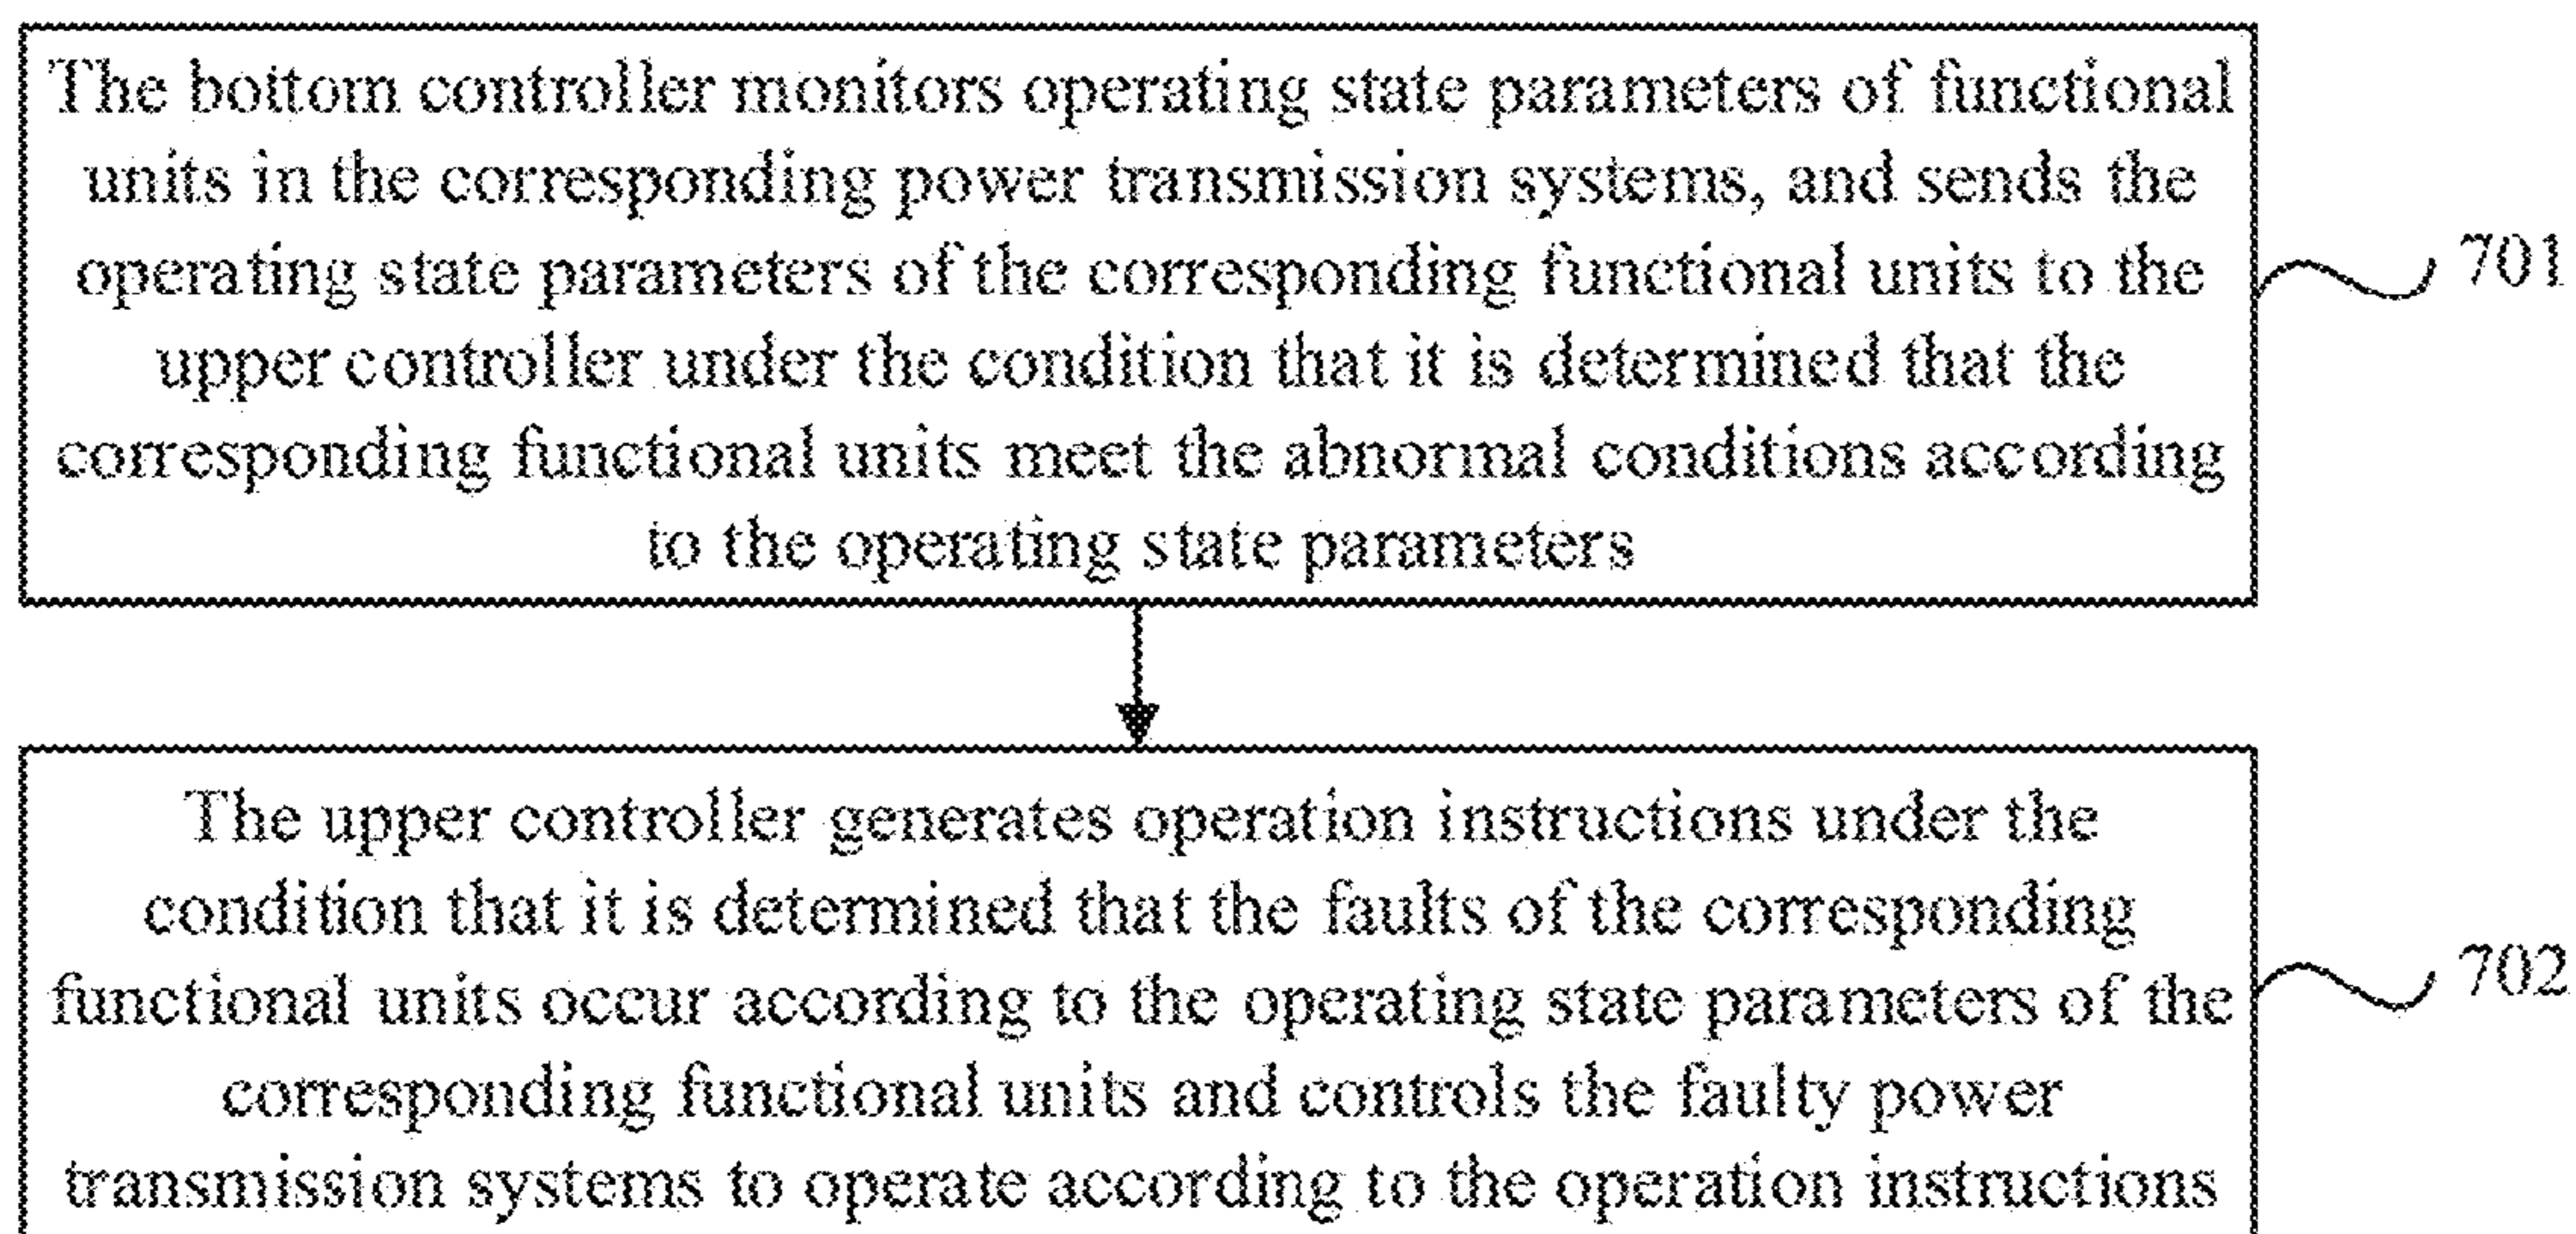 The bottom controller monitors operating state parameters of functional
units in the corresponding power transmission systems, and sends the
operating state parameters of the corresponding functional units to the
upper controller under the condition that it is determined that the
corresponding functional units meet the abnormal conditions according
to the operating state parameters
701
The upper controller generates operation instructions under the
condition that it is determined that the faults of the corresponding
functional units occur according to the operating state parameters of the
corresponding functional units and controls the faulty power
transmission systems to operate according to the operation instructions
702